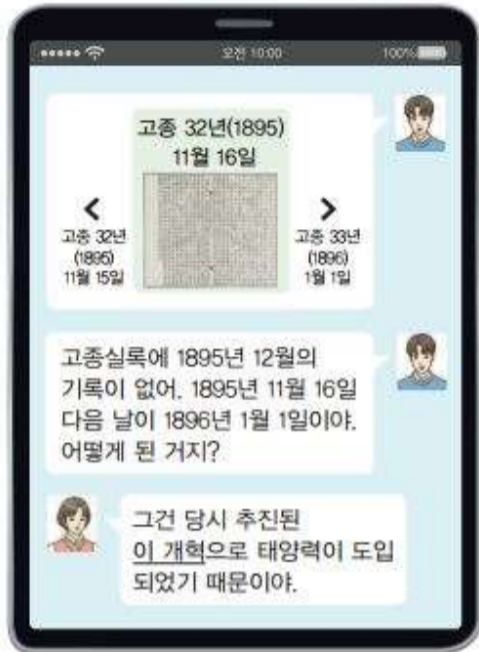 오전 10:00
100%
고종 32년(1895)
11월 16일
고종 32년
(1895)
11월 15일
고종 33년
(1896)
1월 1일
고종실록에 1895년 12월의
기록이 없어. 1895년 11월 16일
다음 날이 1896년 1월 1일이야.
어떻게 된 거지?
그건 당시 추진된
이 개혁으로 태양력이 도입
되었기 때문이야.